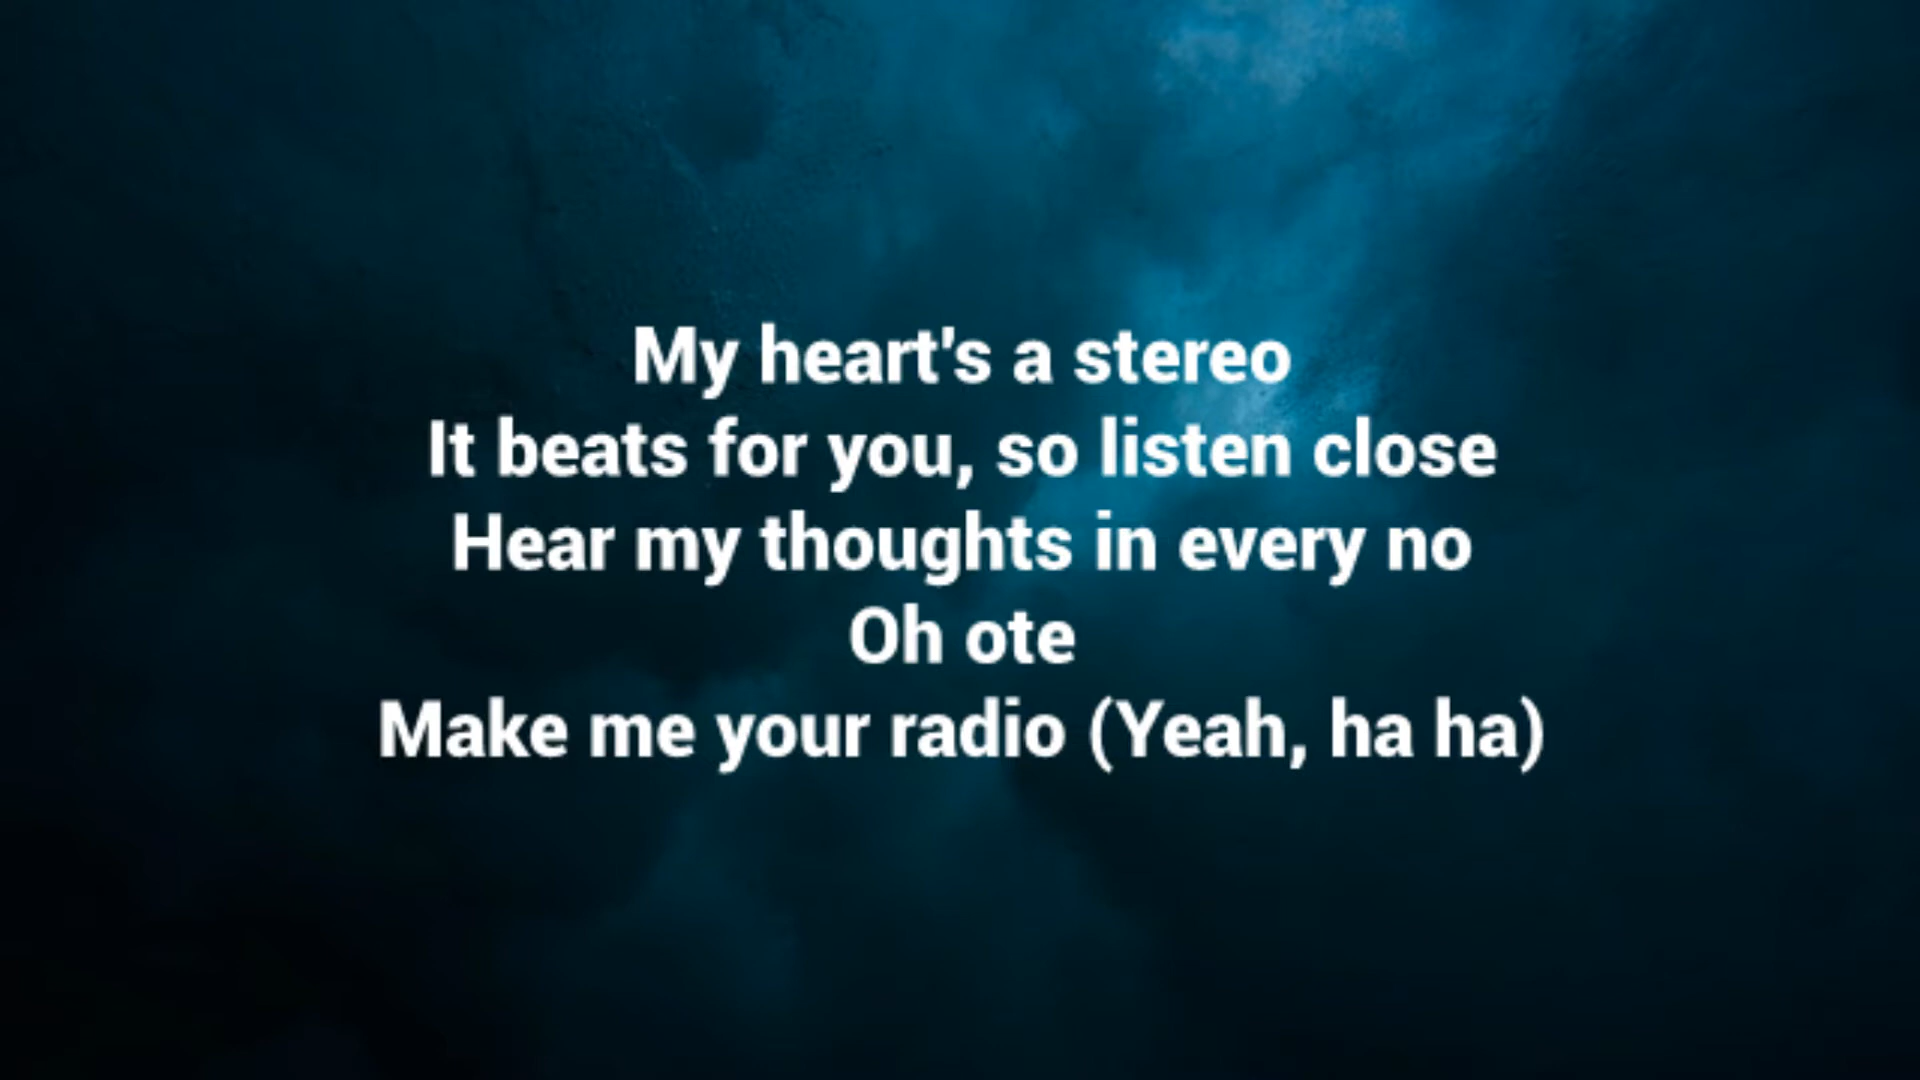 My heart's a stereo
It beats for you, so listen close
Hear my thoughts in every no
Oh ote
Make me your radio (Yeah, ha ha)